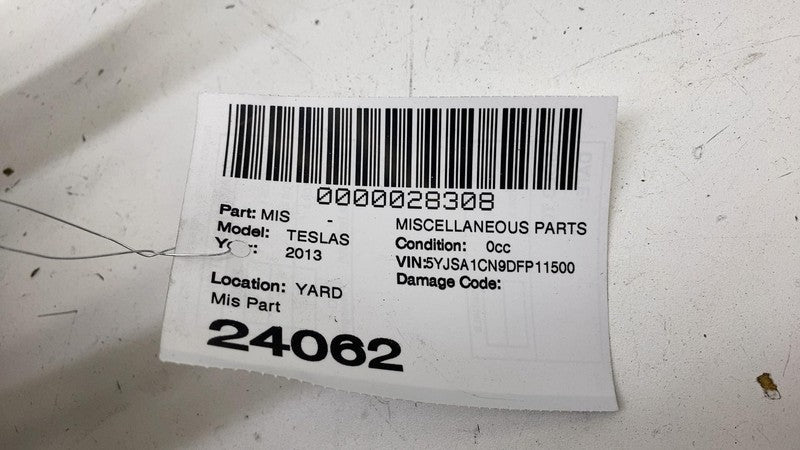 0000028308
Part: MIS - MISCELLANEOUS PARTS
Model: TESLAS Condition: 0cc
Year: 2013 VIN:5YJSA1CN9DFP11500
Damage Code:
Location: YARD
Mis Part
24062